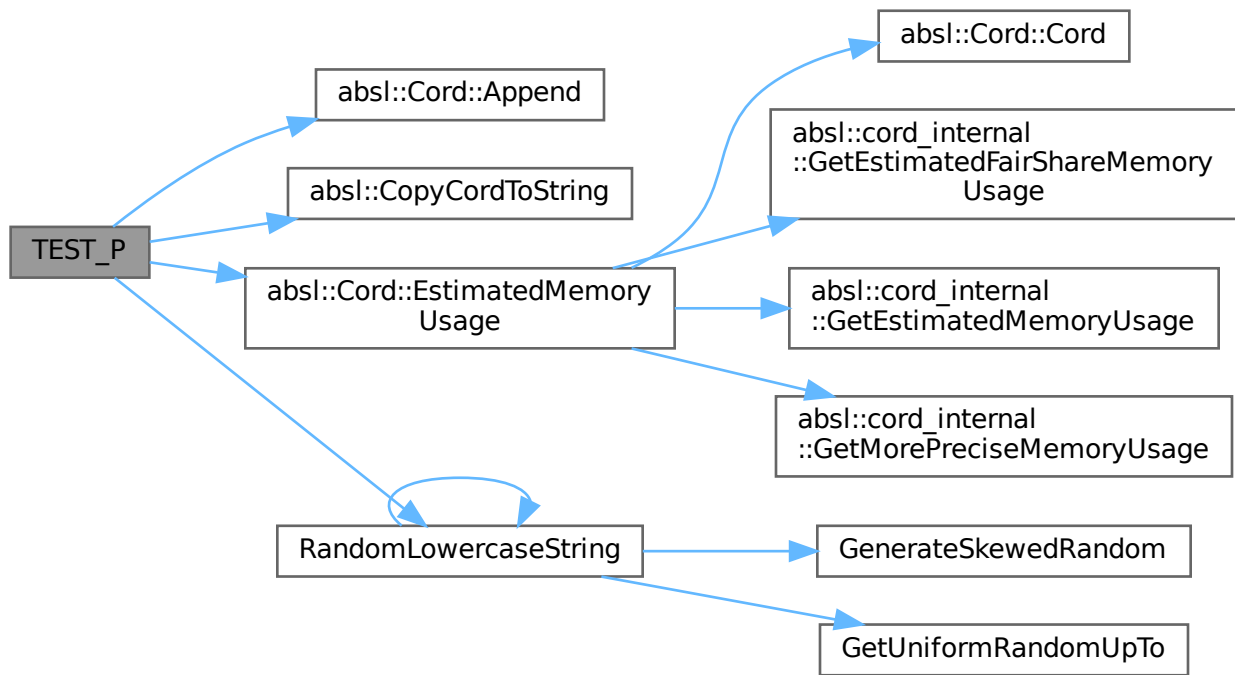 absl::Cord::Cord
absl::Cord::Append
absl::cord_internal
::GetEstimatedFairShareMemory
Usage
absl::CopyCordToString
TEST_P
absl::Cord::EstimatedMemory
Usage
absl::cord_internal
::GetEstimatedMemoryUsage
absl::cord_internal
::GetMorePreciseMemoryUsage
RandomLowercaseString
GenerateSkewedRandom
GetUniformRandomUpTo